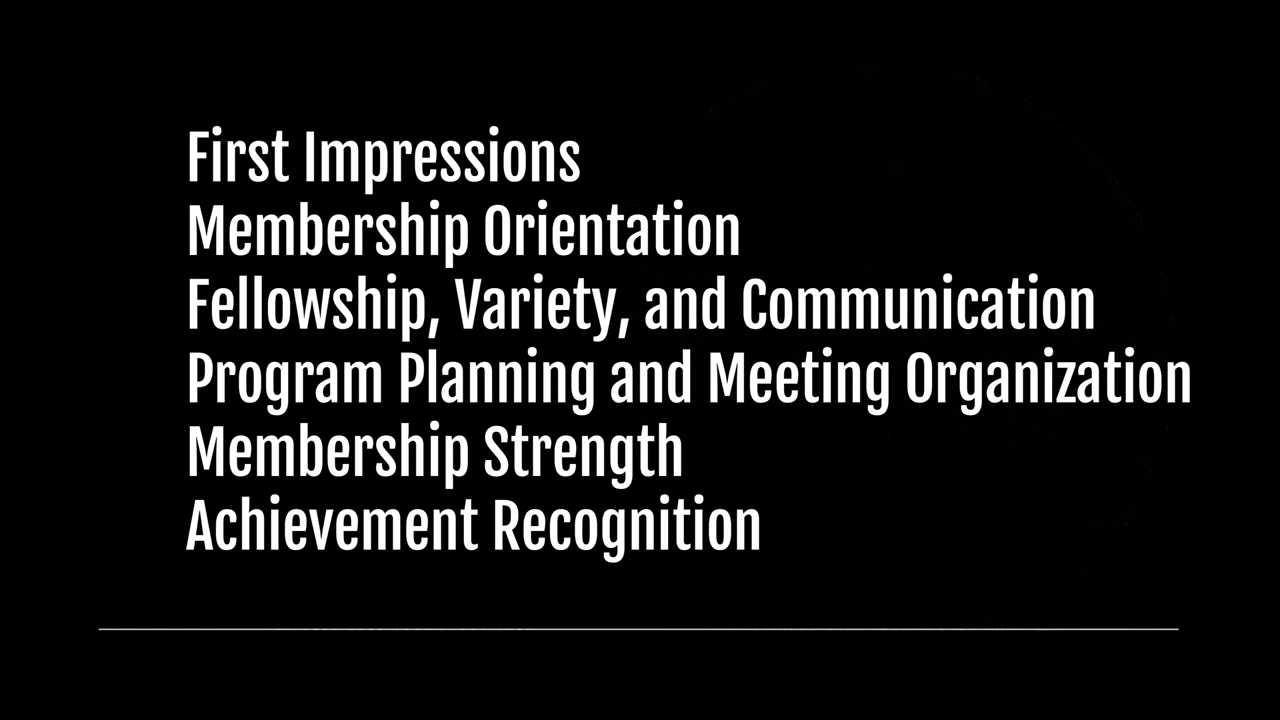 First Impressions
Membership Orientation
Fellowship, Variety, and Communication
Program Planning and Meeting Organization
Membership Strength
Achievement Recognition